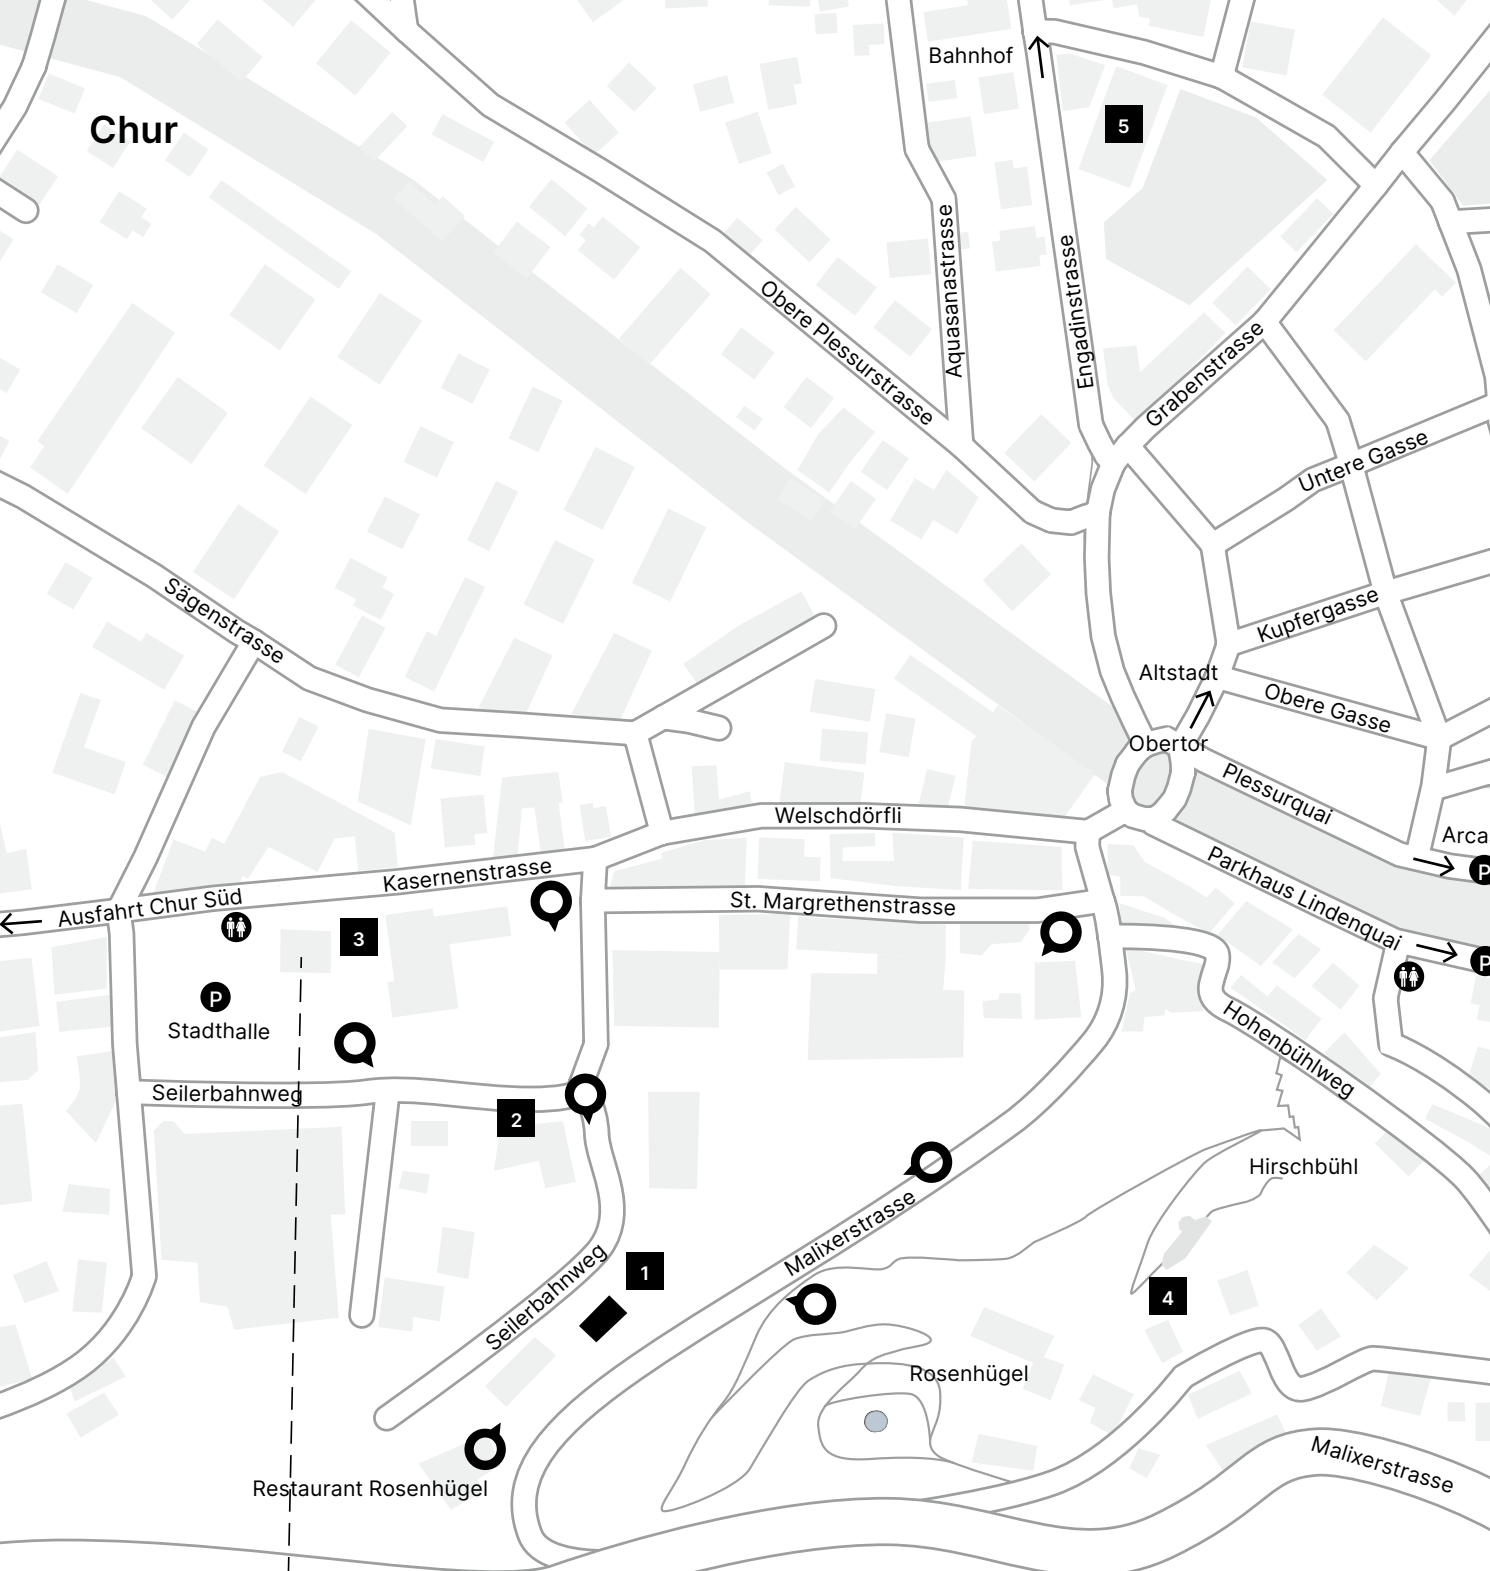 Bahnhof
Chur
5
Aquasanastrasse
Engadinstrasse
Obere Plessurstrasse
Grabenstrasse
Untere Gasse
Sägenstrasse
Kupfergasse
Altstadt
Obere Gasse
Obertor
Plessurquai
Welschdörfli
Arca
P
Parkhaus Lindenquai
P
Kasernenstrasse
Ausfahrt Chur Süd
St. Margrethenstrasse
3
P
Stadthalle
Hohenbühlweg
Seilerbahnweg
2
Hirschbühl
Malixerstrasse
Seilerbahnweg
1
4
Rosenhügel
Malixerstrasse
Restaurant Rosenhügel